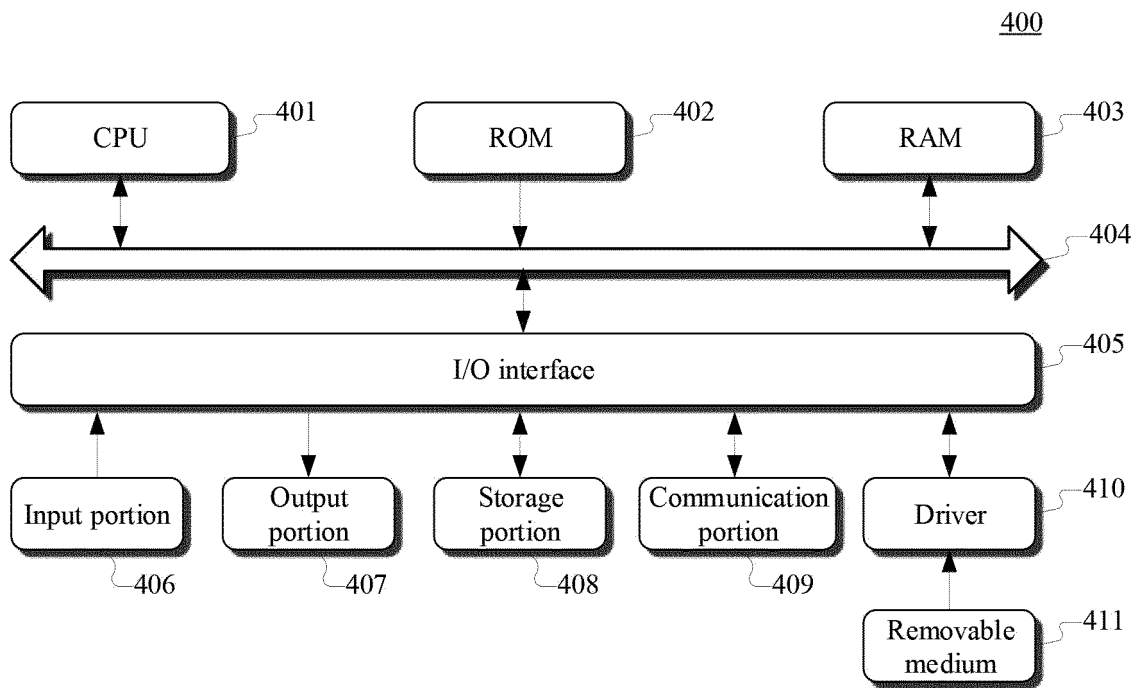 400
CPU
401
ROM
402
RAM
403
404
I/O interface
405
Input portion
406
Output
portion
407
Storage
portion
408
Communication
portion
409
Driver
410
Removable
medium
411